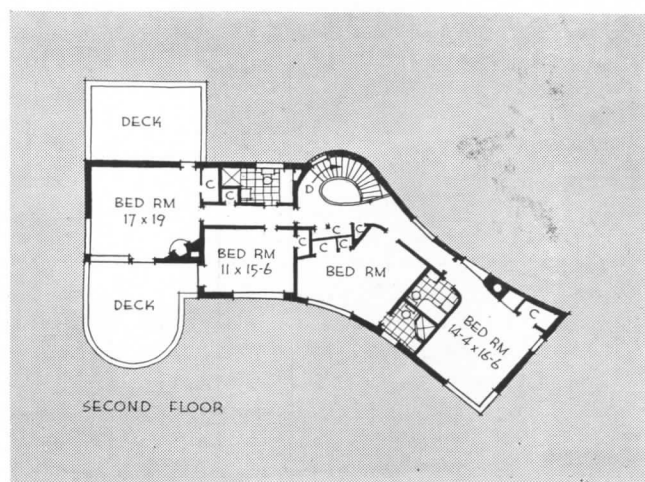 DECK
BED RM
17 x 19
C
C
D
BED RM
11 x 15-6
C
C
C
C
BED RM
DECK
BED RM
14-4 x 16-6
C
SECOND FLOOR